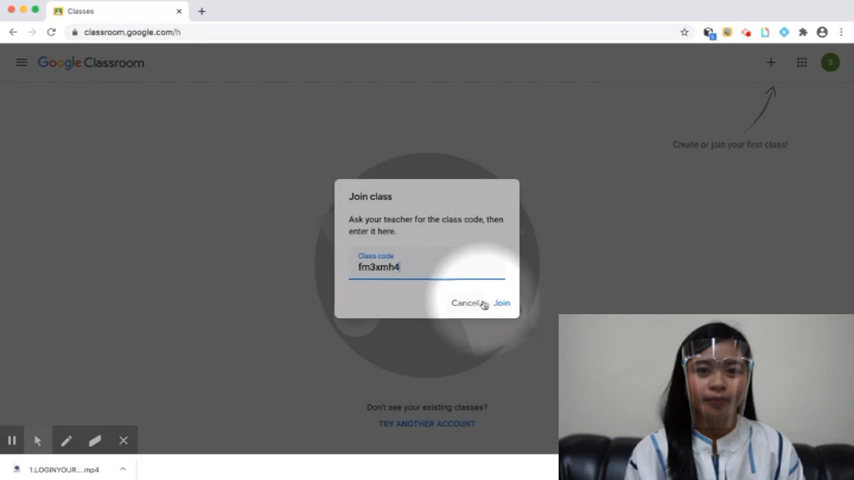 Classes
classroom.google.com/h
Google Classroom
S
Create or join your first class!
Join class
Ask your teacher for the class code, then
enter it here.
Class code
fm3xmh4
Cancel
Join
Don't see your existing classes?
TRY ANOTHER ACCOUNT
1.LOGINYOUR....mp4